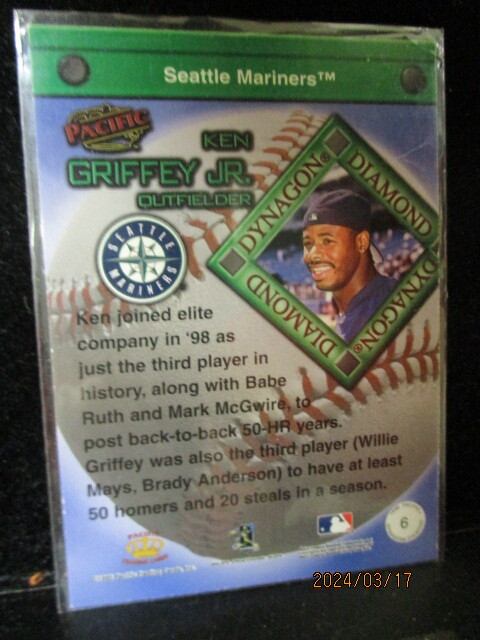 Seattle Mariners™
PACIFIC
KEN
GRIFFEY JR.
OUTFIELDER
DYNAGON®
DIAMOND
DYNAGON®
DIAMOND
SEATTLE
MARINERS
Ken joined elite
company in '98 as
just the third player in
history, along with Babe
Ruth and Mark McGwire, to
post back-to-back 50-HR years.
Griffey was also the third player (Willie
Mays, Brady Anderson) to have at least
50 homers and 20 steals in a season.
6
PACIFIC
2024/03/17